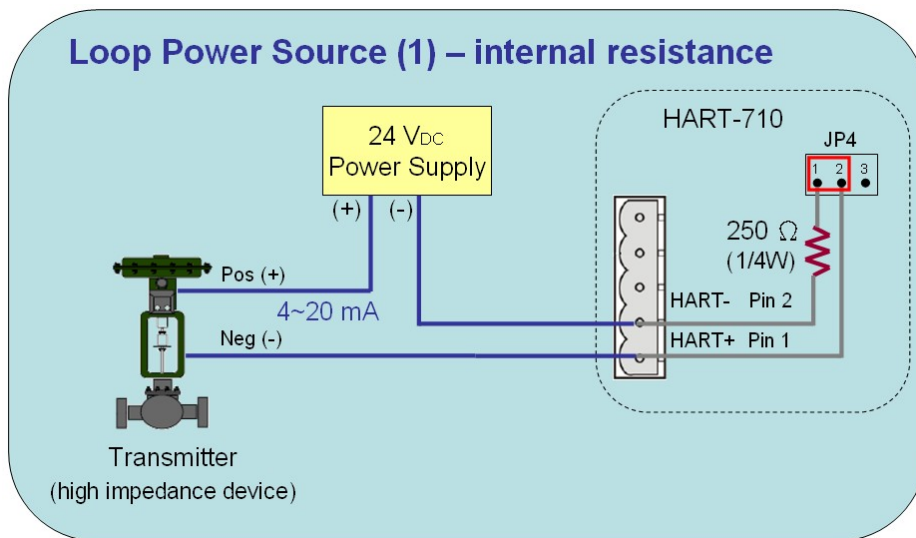 Loop Power Source (1) – internal resistance
24 VDC
Power Supply
(+) (-)
HART-710
JP4
1 2 3
250 Ω
(1/4W)
Pos (+)
4~20 mA
HART- Pin 2
Neg (-)
HART+ Pin 1
Transmitter
(high impedance device)